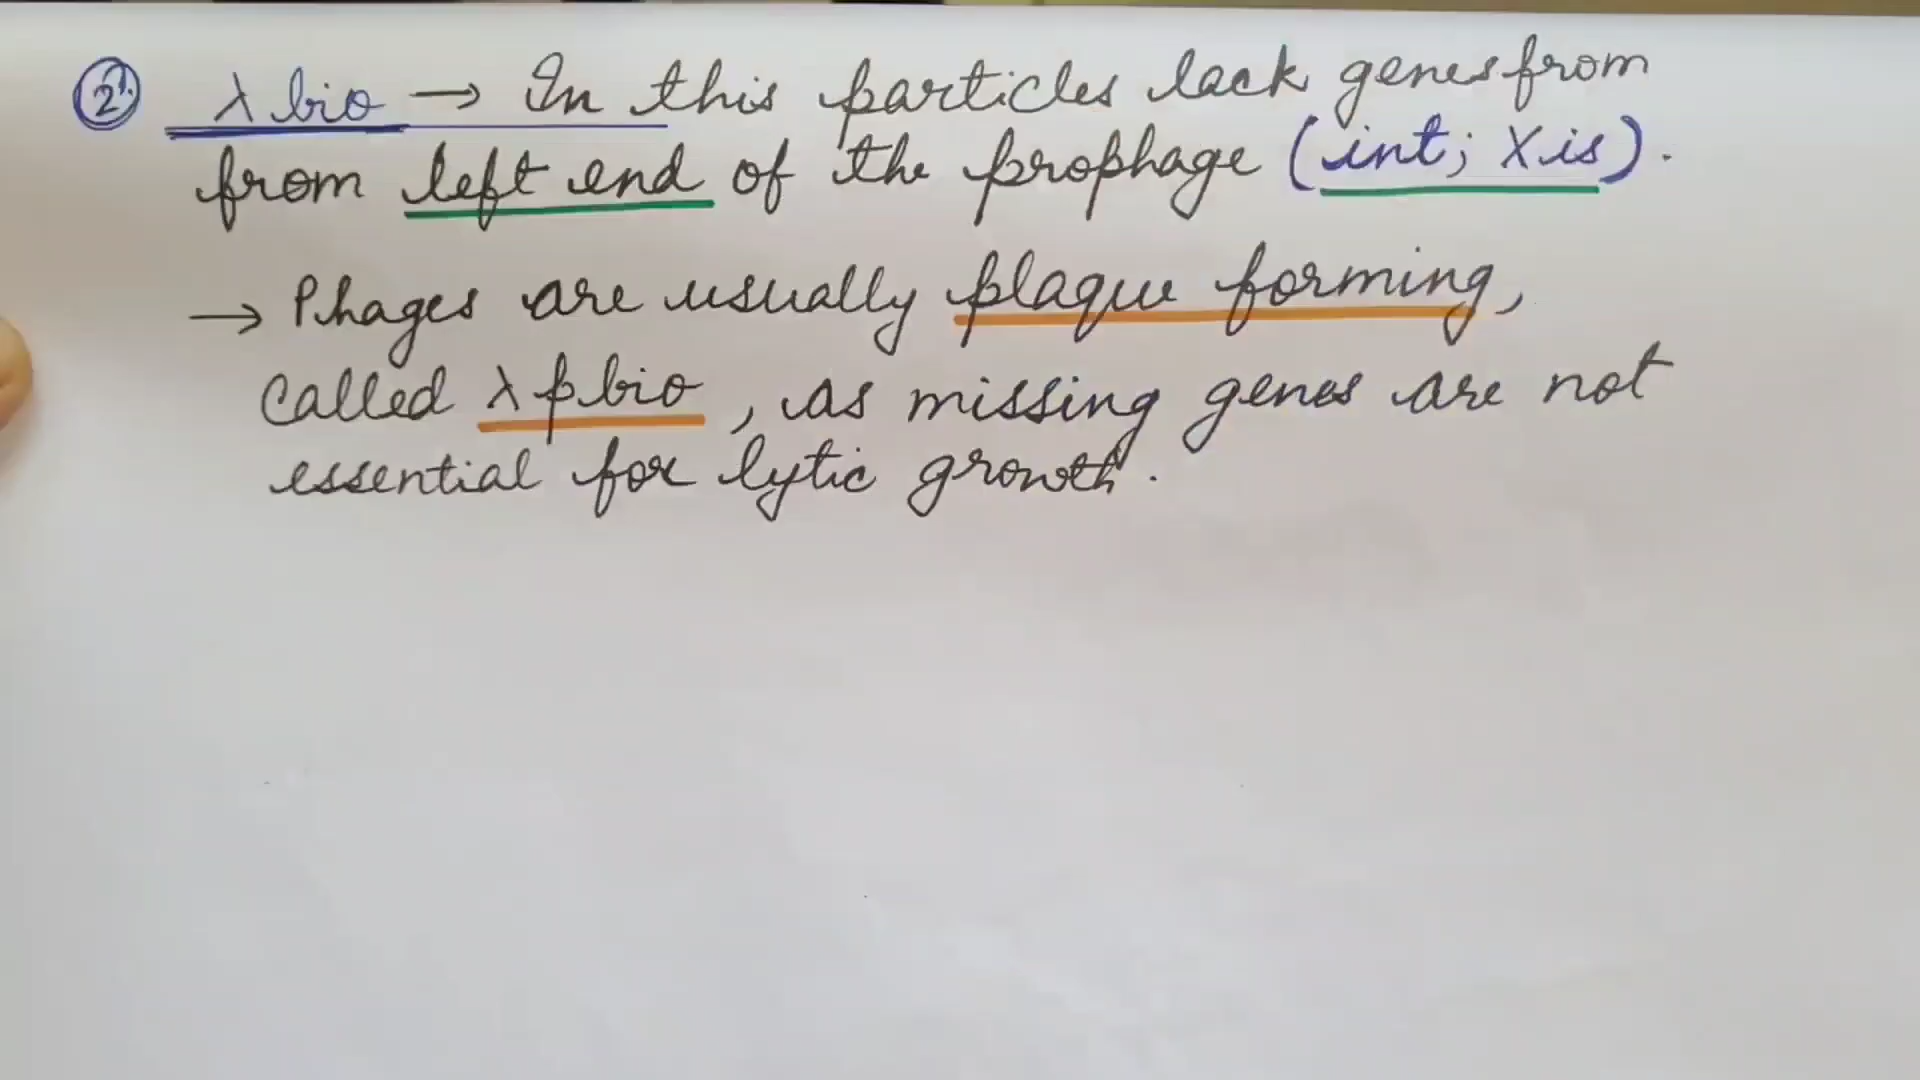 2. λ bio → In this particles lack genes from
from left end of the prophage (int; Xis).
→ Phages are usually plaque forming,
called λ p bio, as missing genes are not
essential for lytic growth.